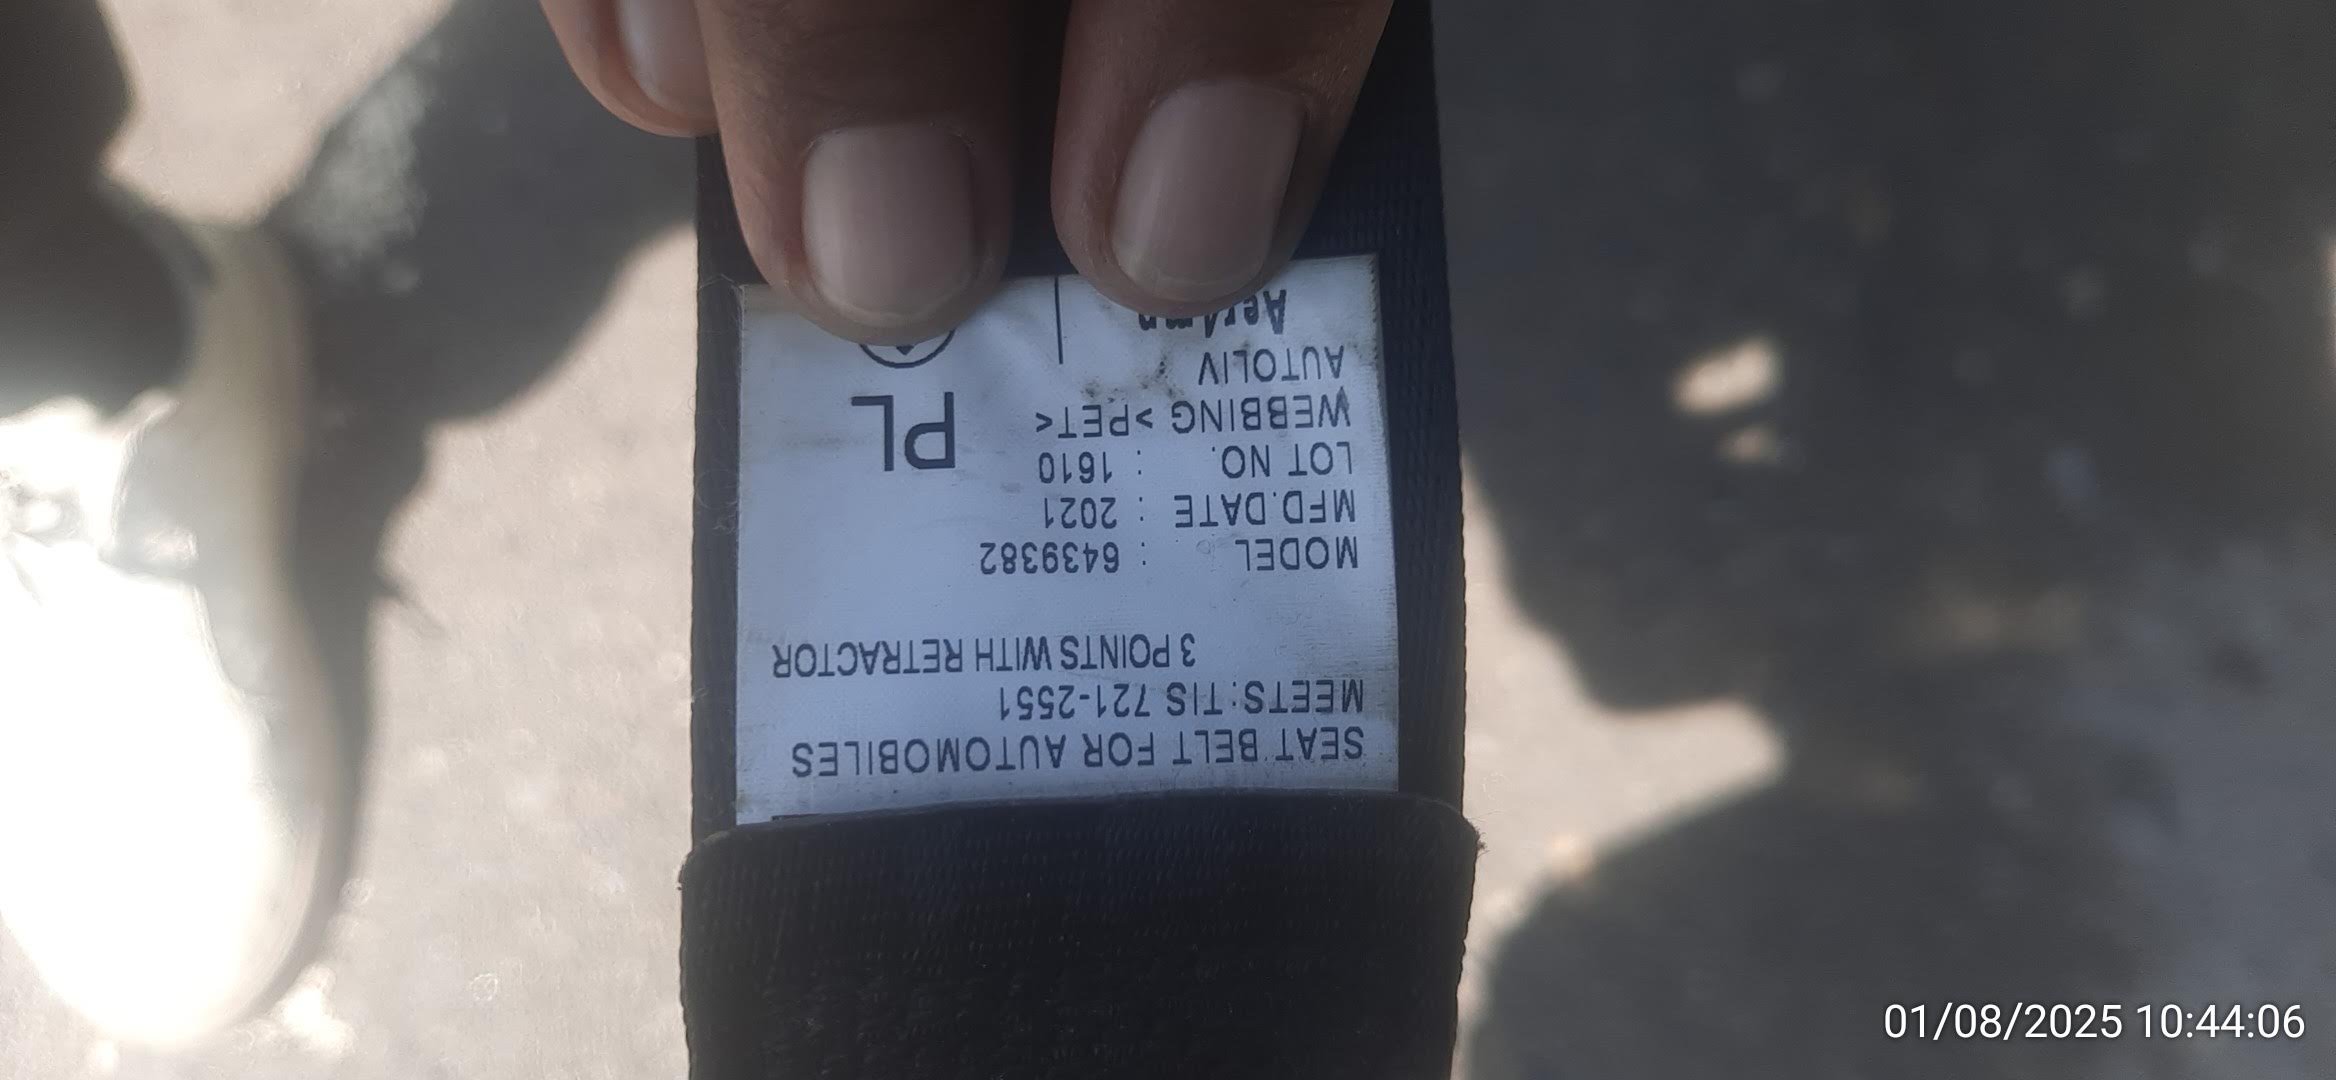 SEAT BELT FOR AUTOMOBILES
MEETS: TIS 721-2551
3 POINTS WITH RETRACTOR
MODEL : 6439382
MFD.DATE : 2021
LOT NO. : 1610
WEBBING >PET<
PL
AUTOLIV
01/08/2025 10:44:06